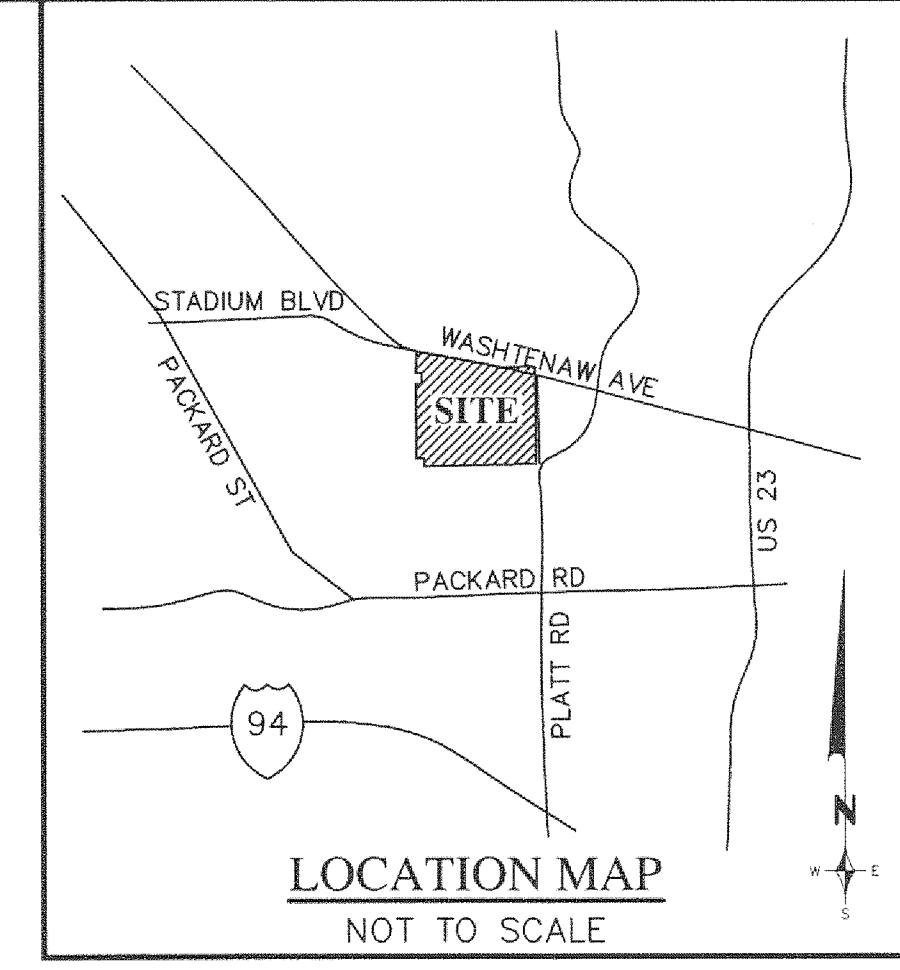 STADIUM BLVD
WASHTENAW AVE
PACKARD ST
SITE
US 23
PACKARD RD
PLATT RD
94
N
W E
S
LOCATION MAP
NOT TO SCALE